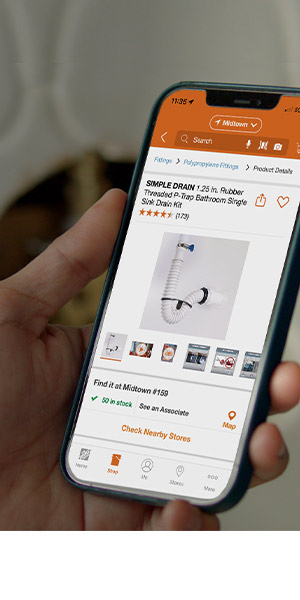 11:35
Midtown
Search
Fittings > Polypropylene Fittings > Product Details
SIMPLE DRAIN 1.25 in. Rubber
Threaded P-Trap Bathroom Single
Sink Drain Kit
(173)
Find it at Midtown #159
50 in stock See an Associate
Map
Check Nearby Stores
Home
Shop
Me
Stores
More